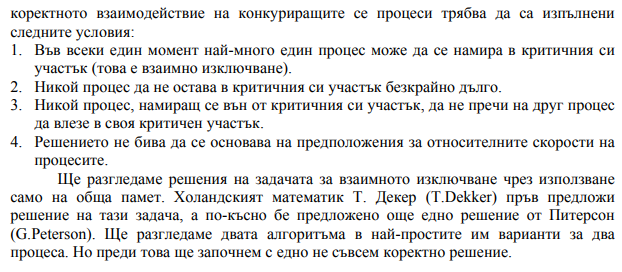 коректното взаимодействие на конкуриращите се процеси трябва да са изпълнени
следните условия:
1. Във всеки един момент най-много един процес може да се намира в критичния си
участък (това е взаимно изключване).
2. Никой процес да не остава в критичния си участък безкрайно дълго.
3. Никой процес, намиращ се вън от критичния си участък, да не пречи на друг процес
да влезе в своя критичен участък.
4. Решението не бива да се основава на предположения за относителните скорости на
процесите.
Ще разгледаме решения на задачата за взаимното изключване чрез използване
само на обща памет. Холандският математик Т. Декер (T.Dekker) пръв предложи
решение на тази задача, а по-късно бе предложено още едно решение от Питерсон
(G.Peterson). Ще разгледаме двата алгоритъма в най-простите им варианти за два
процеса. Но преди това ще започнем с едно не съвсем коректно решение.